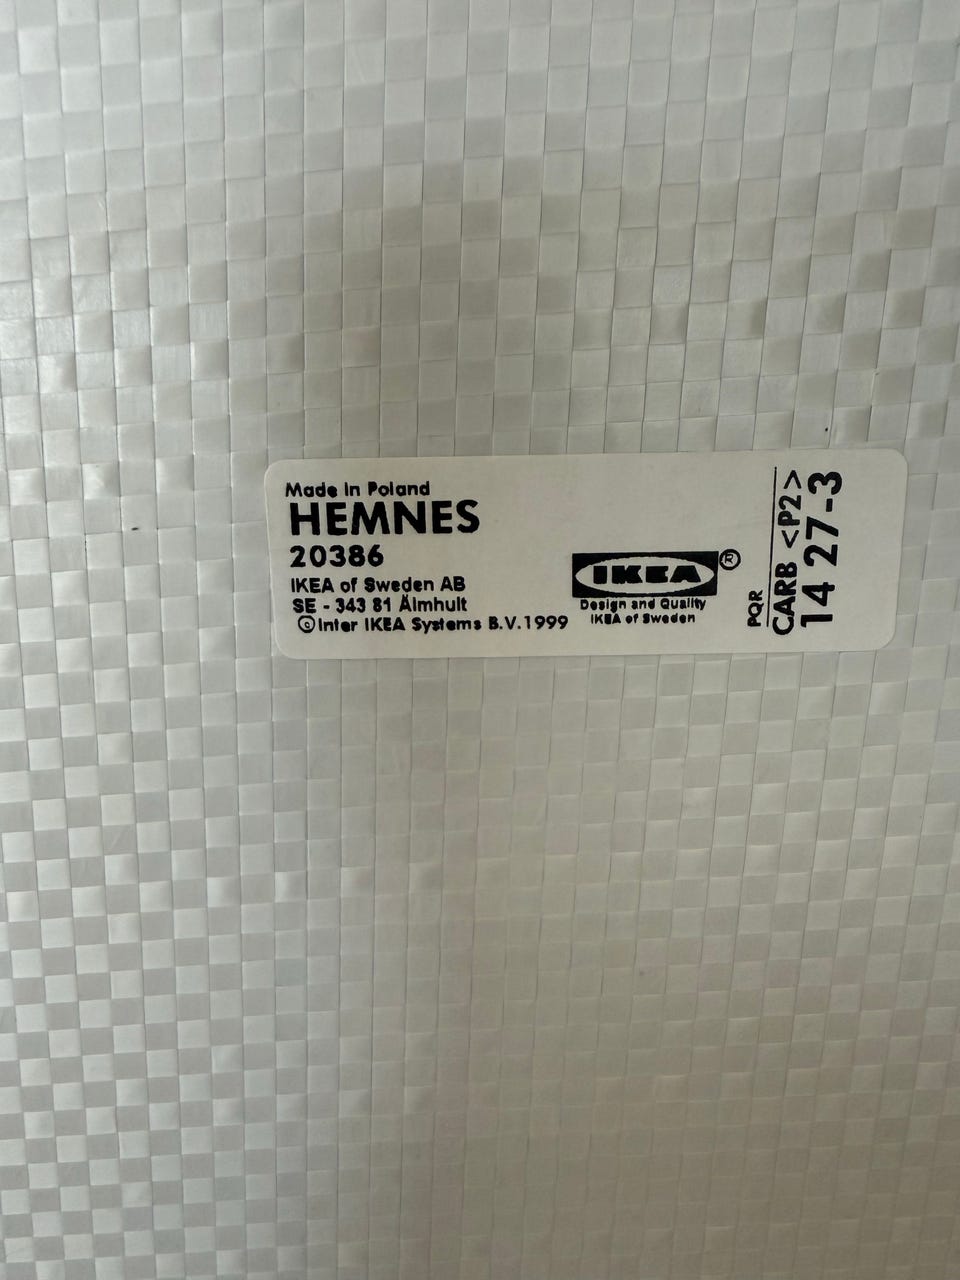 Made in Poland
HEMNES
20386
IKEA of Sweden AB
SE - 343 81 Älmhult
©Inter IKEA Systems B.V.1999
IKEA®
Design and Quality
IKEA of Sweden
PQR
CARB <P2>
14 27-3